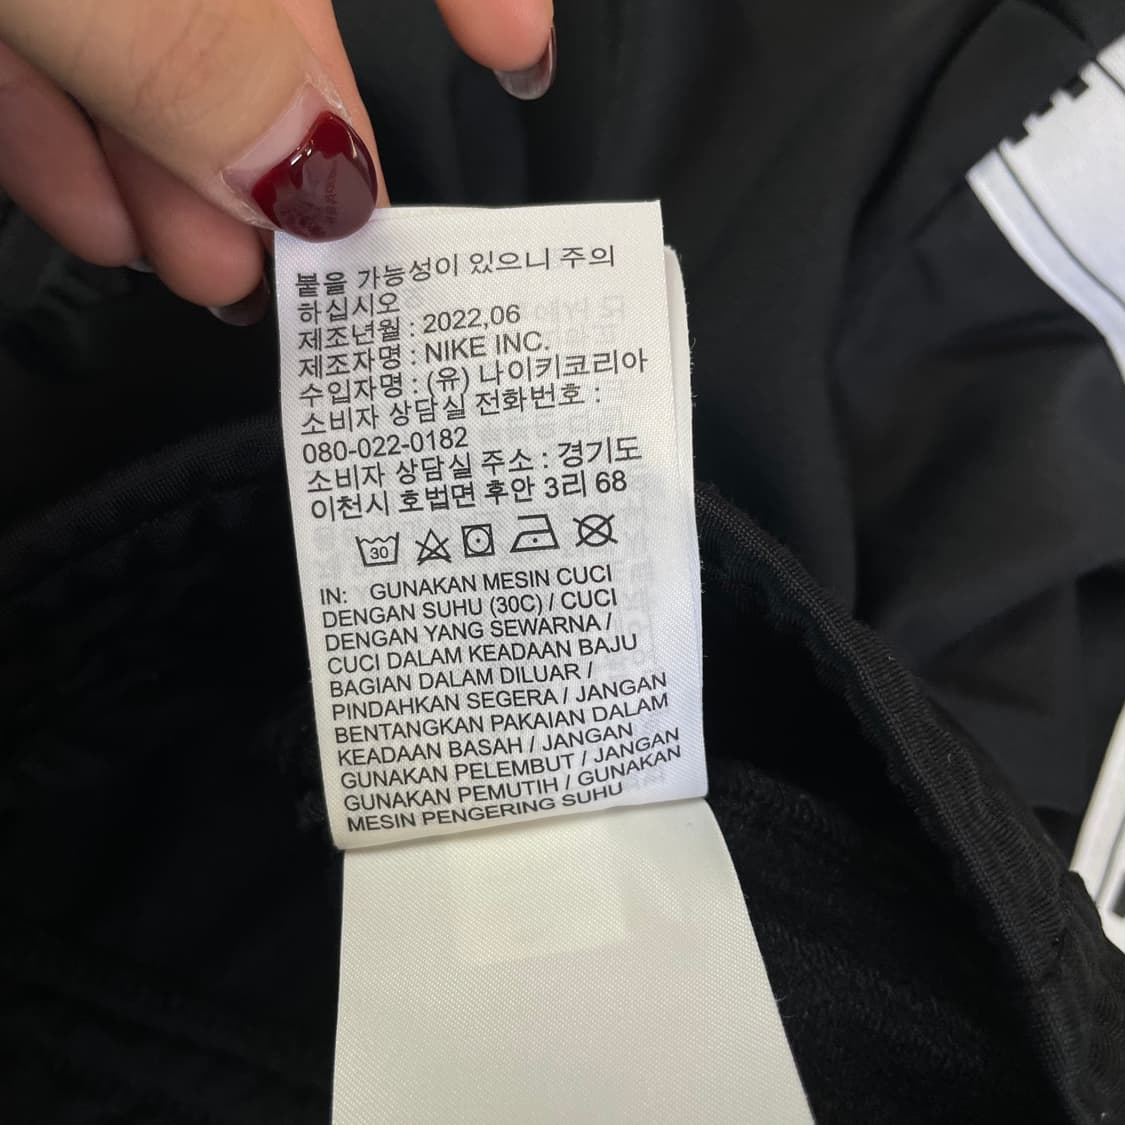 붙을 가능성이 있으니 주의
하십시오
제조년월 : 2022,06
제조자명 : NIKE INC.
수입자명 : (유) 나이키코리아
소비자 상담실 전화번호 :
080-022-0182
소비자 상담실 주소 : 경기도
이천시 호법면 후안 3리 68
30
IN: GUNAKAN MESIN CUCI
DENGAN SUHU (30C) / CUCI
DENGAN YANG SEWARNA /
CUCI DALAM KEADAAN BAJU
BAGIAN DALAM DILUAR /
PINDAHKAN SEGERA / JANGAN
BENTANGKAN PAKAIAN DALAM
KEADAAN BASAH / JANGAN
GUNAKAN PELEMBUT / JANGAN
GUNAKAN PEMUTIH / GUNAKAN
MESIN PENGERING SUHU